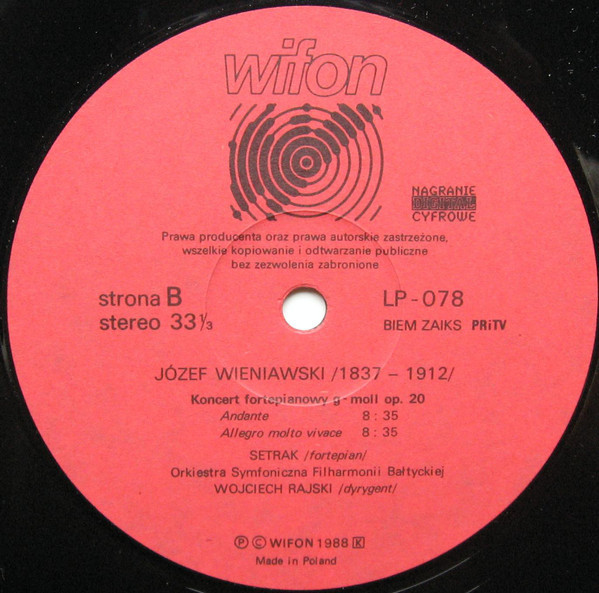 wifon
NAGRANIE
DIGITAL
CYFROWE
Prawa producenta oraz prawa autorskie zastrzeżone,
wszelkie kopiowanie i odtwarzanie publiczne
bez zezwolenia zabronione
strona B LP-078
stereo 33 1/3 BIEM ZAIKS PRiTV
JÓZEF WIENIAWSKI /1837 – 1912/
Koncert fortepianowy g-moll op. 20
Andante 8 : 35
Allegro molto vivace 8 : 35
SETRAK /fortepian/
Orkiestra Symfoniczna Filharmonii Bałtyckiej
WOJCIECH RAJSKI /dyrygent/
Ⓟ Ⓒ WIFON 1988 K
Made in Poland